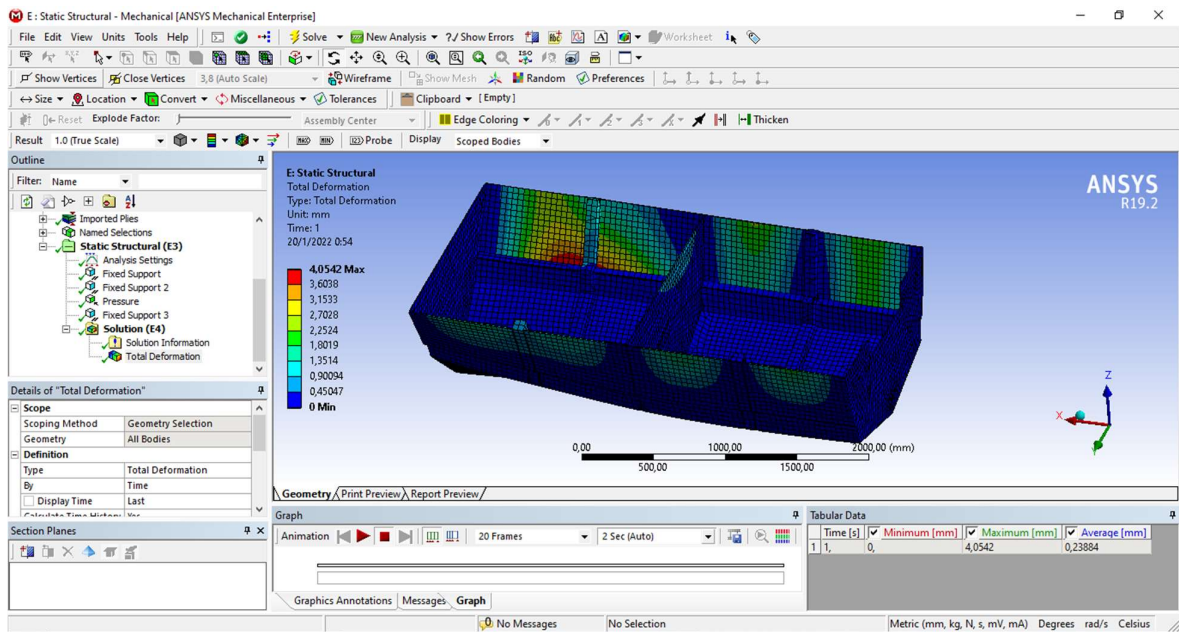 E : Static Structural - Mechanical [ANSYS Mechanical Enterprise]
File Edit View Units Tools Help Solve New Analysis ?/ Show Errors Worksheet
Show Vertices Close Vertices 3,8 (Auto Scale) Wireframe Show Mesh Random Preferences
Size Location Convert Miscellaneous Tolerances Clipboard [ Empty ]
Reset Explode Factor: Assembly Center Edge Coloring Thicken
Result 1.0 (True Scale) Probe Display Scoped Bodies
Outline
Filter: Name
Imported Plies
Named Selections
Static Structural (E3)
Analysis Settings
Fixed Support
Fixed Support 2
Pressure
Fixed Support 3
Solution (E4)
Solution Information
Total Deformation
Details of "Total Deformation"
Scope
Scoping Method Geometry Selection
Geometry All Bodies
Definition
Type Total Deformation
By Time
Display Time Last
Calculate Time History Yes
Section Planes
E: Static Structural
Total Deformation
Type: Total Deformation
Unit: mm
Time: 1
20/1/2022 0:54
4,0542 Max
3,6038
3,1533
2,7028
2,2524
1,8019
1,3514
0,90094
0,45047
0 Min
ANSYS
R19.2
0,00 1000,00 2000,00 (mm)
500,00 1500,00
Z
X
Y
Geometry Print Preview Report Preview
Graph
Animation 20 Frames 2 Sec (Auto)
Graphics Annotations Messages Graph
Tabular Data
Time [s] Minimum [mm] Maximum [mm] Average [mm]
1 1, 0, 4,0542 0,23884
No Messages No Selection Metric (mm, kg, N, s, mV, mA) Degrees rad/s Celsius